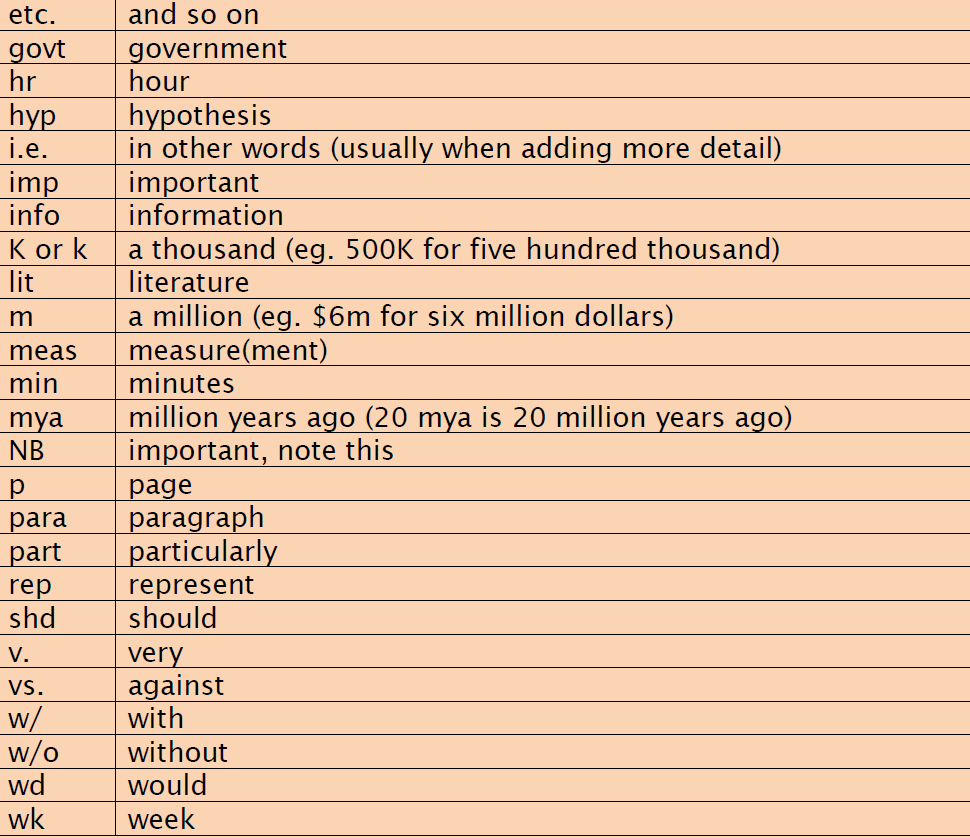 etc. and so on
govt government
hr hour
hyp hypothesis
i.e. in other words (usually when adding more detail)
imp important
info information
K or k a thousand (eg. 500K for five hundred thousand)
lit literature
m a million (eg. $6m for six million dollars)
meas measure(ment)
min minutes
mya million years ago (20 mya is 20 million years ago)
NB important, note this
p page
para paragraph
part particularly
rep represent
shd should
v. very
vs. against
w/ with
w/o without
wd would
wk week